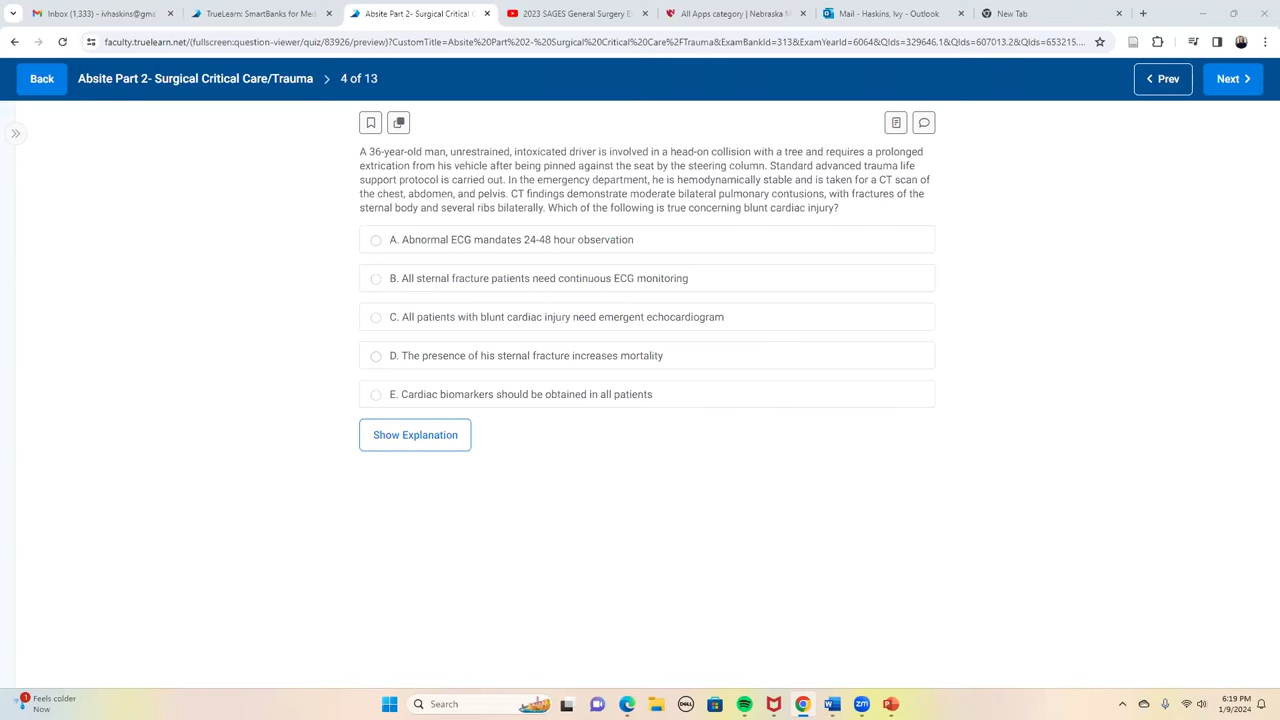 Inbox (1,333) - ivhaskins@gma
TrueLearn: SmartBanks for Med
Absite Part 2- Surgical Critical C
2023 SAGES General Surgery B
All Apps category | Nebraska M
Mail - Haskins, Ivy - Outlook
New Tab
faculty.truelearn.net/(fullscreen:question-viewer/quiz/83926/preview)?CustomTitle=Absite%20Part%202-%20Surgical%20Critical%20Care%2FTrauma&ExamBankId=313&ExamYearId=6064&QIds=329646.1&QIds=607013.2&QIds=653215....
Back
Absite Part 2- Surgical Critical Care/Trauma > 4 of 13
Prev
Next
A 36-year-old man, unrestrained, intoxicated driver is involved in a head-on collision with a tree and requires a prolonged
extrication from his vehicle after being pinned against the seat by the steering column. Standard advanced trauma life
support protocol is carried out. In the emergency department, he is hemodynamically stable and is taken for a CT scan of
the chest, abdomen, and pelvis. CT findings demonstrate moderate bilateral pulmonary contusions, with fractures of the
sternal body and several ribs bilaterally. Which of the following is true concerning blunt cardiac injury?
A. Abnormal ECG mandates 24-48 hour observation
B. All sternal fracture patients need continuous ECG monitoring
C. All patients with blunt cardiac injury need emergent echocardiogram
D. The presence of his sternal fracture increases mortality
E. Cardiac biomarkers should be obtained in all patients
Show Explanation
1
Feels colder
Now
Search
DELL
W
zm
P
6:19 PM
1/9/2024